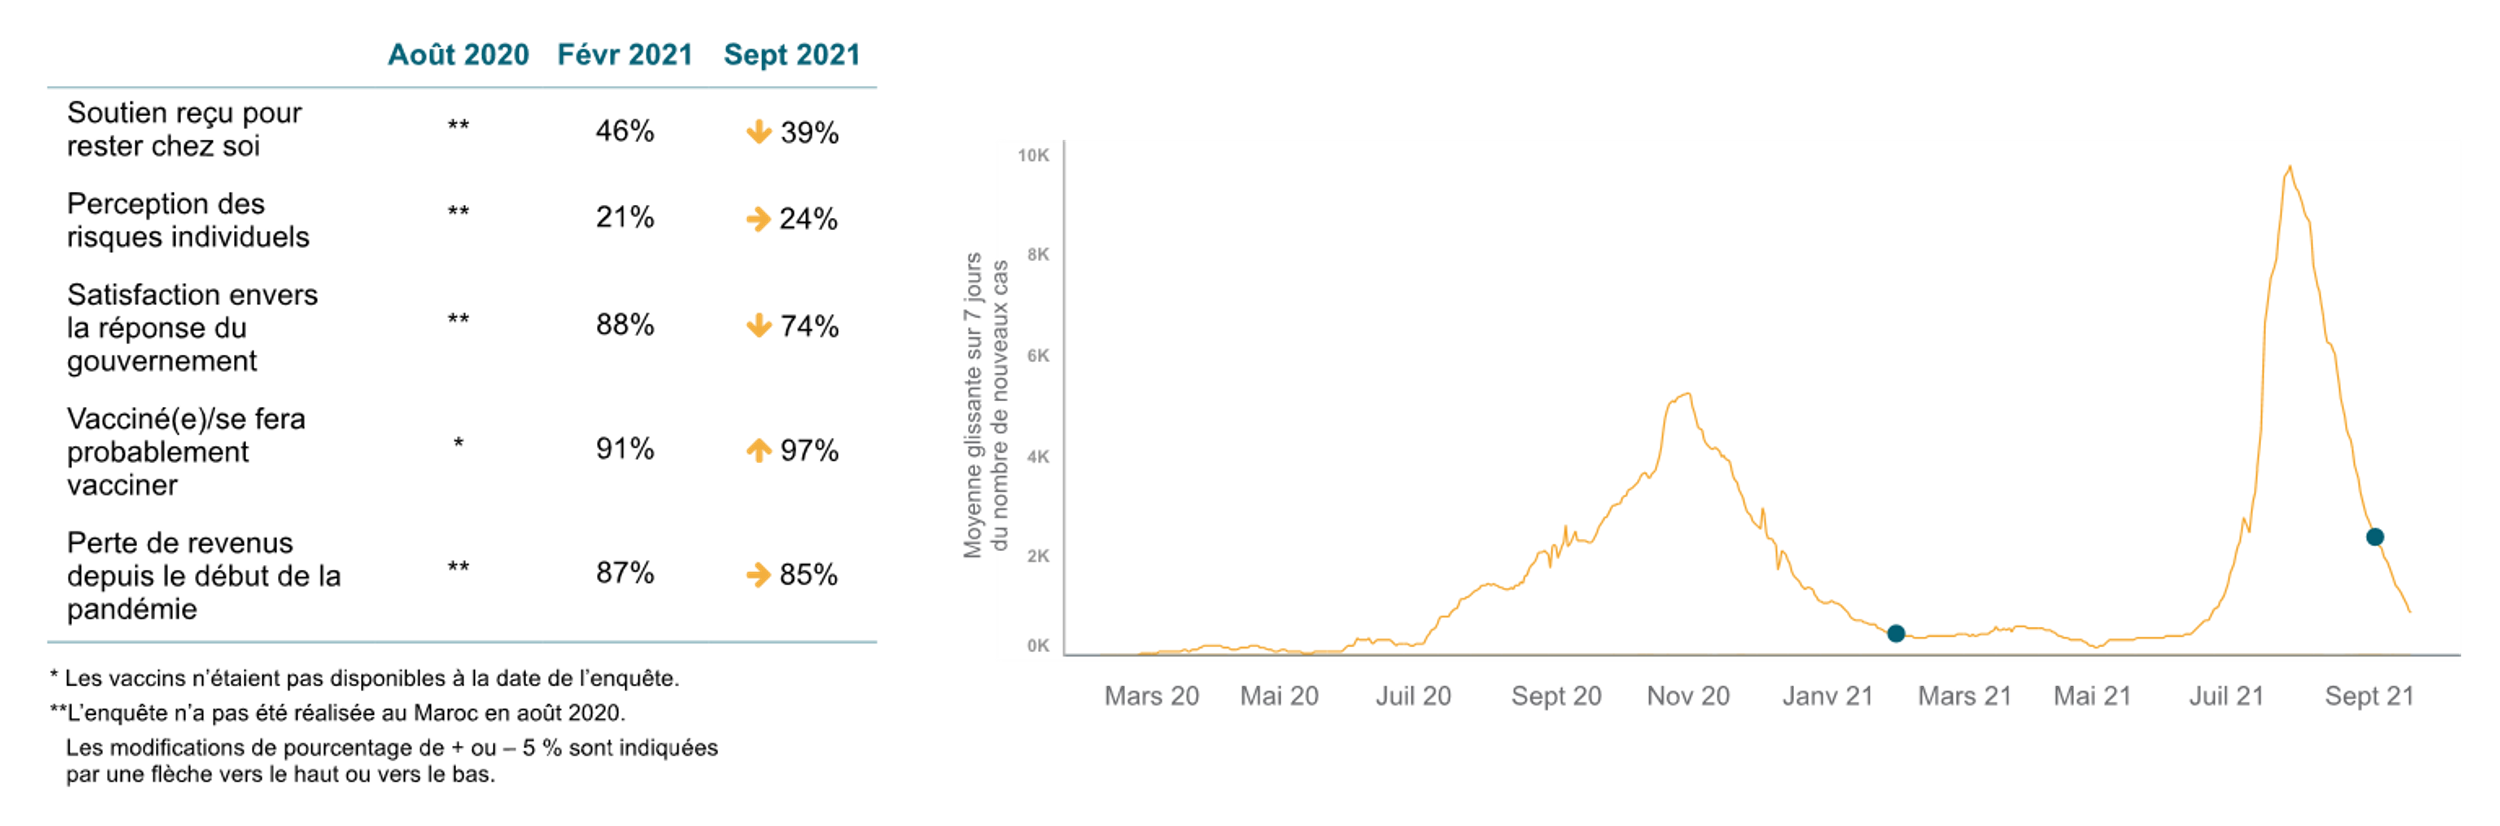 Août 2020 Févr 2021 Sept 2021
Soutien reçu pour
rester chez soi
** 46% 39%
Perception des
risques individuels
** 21% 24%
Satisfaction envers
la réponse du
gouvernement
** 88% 74%
Vacciné(e)/se fera
probablement
vacciner
* 91% 97%
Perte de revenus
depuis le début de la
pandémie
** 87% 85%
* Les vaccins n’étaient pas disponibles à la date de l’enquête.
**L’enquête n’a pas été réalisée au Maroc en août 2020.
Les modifications de pourcentage de + ou – 5 % sont indiquées
par une flèche vers le haut ou vers le bas.
Moyenne glissante sur 7 jours
du nombre de nouveaux cas
10K
8K
6K
4K
2K
0K
Mars 20 Mai 20 Juil 20 Sept 20 Nov 20 Janv 21 Mars 21 Mai 21 Juil 21 Sept 21